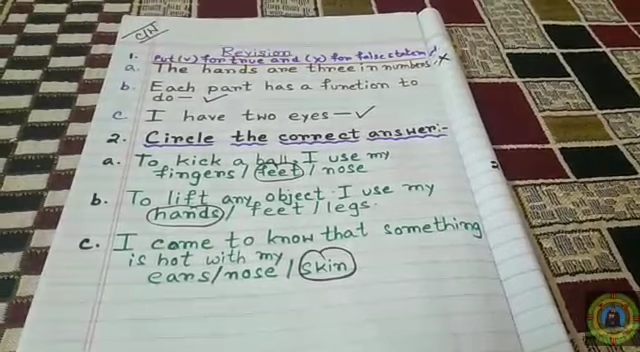 C/W
Revision
1. Put (✓) for true and (x) for false statem
a. The hands are three in numbers. x
b. Each part has a function to
do— ✓
c. I have two eyes— ✓
2. Circle the correct answer:-
a. To kick a ball, I use my
fingers/ feet / nose
b. To lift any object I use my
hands/ feet / legs.
c. I come to know that something
is hot with my
ears/nose / skin